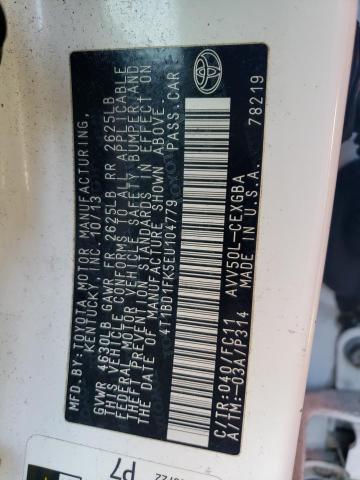 MFD.BY: TOYOTA MOTOR MANUFACTURING,
KENTUCKY, INC. 10/13
GVWR 4630LB GAWR FR 2625LB RR 2625LB
THIS VEHICLE CONFORMS TO ALL APPLICABLE
FEDERAL MOTOR VEHICLE SAFETY BUMPER, AND
THEFT PREVENTION STANDARDS IN EFFECT ON
THE DATE OF MANUFACTURE SHOWN ABOVE.
4T1BD1FK5EU104779 PASS.CAR
C/TR:040/FC11 AVV50L-CEXGBA
A/TM:-03A/P314 MADE IN U.S.A. 78219
P7